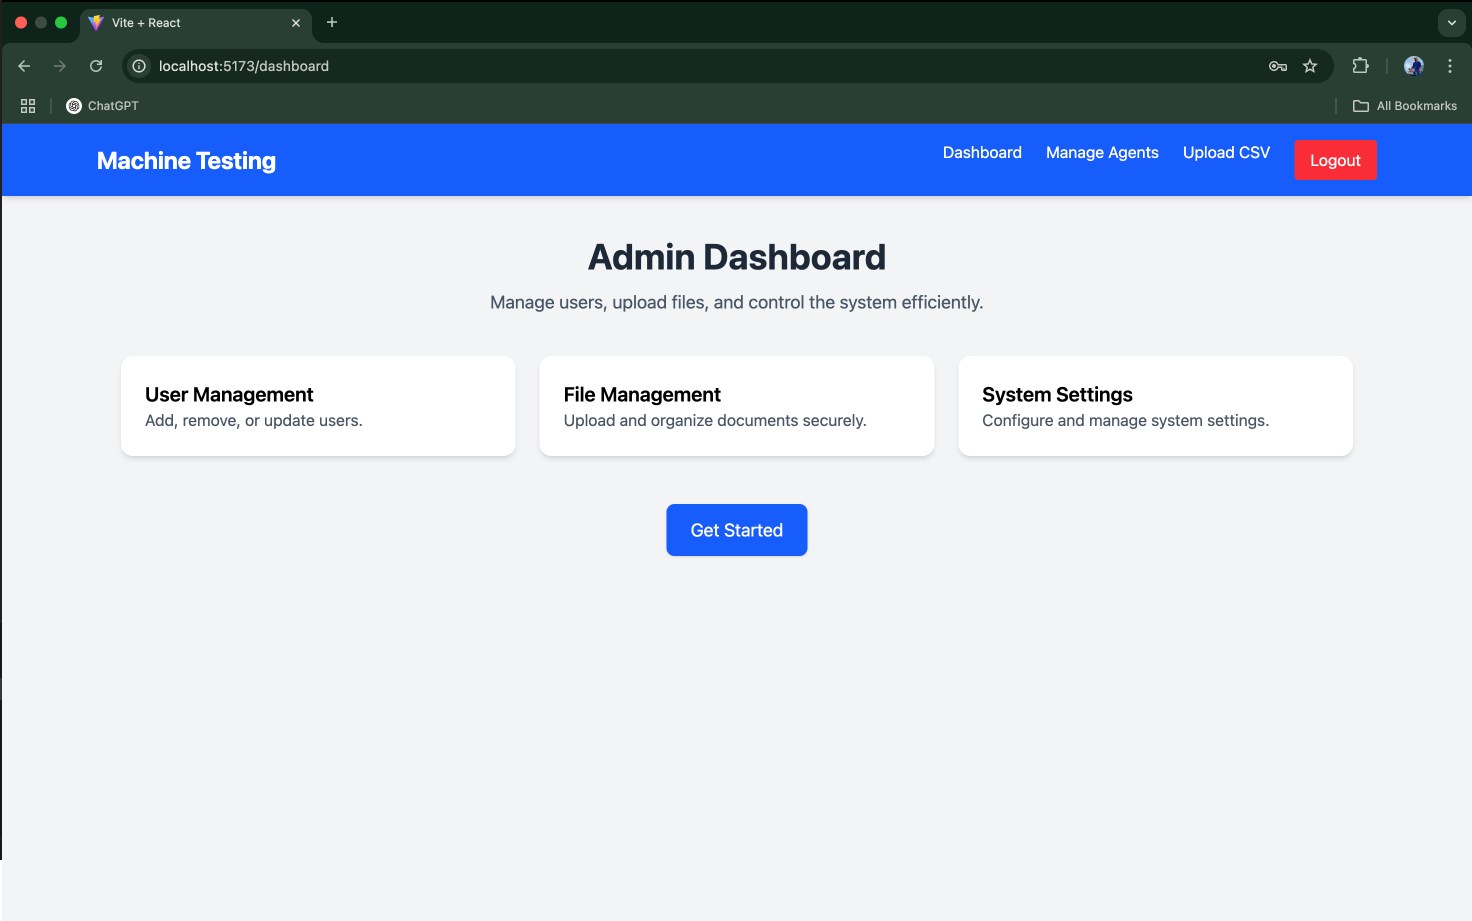 Vite + React
localhost:5173/dashboard
ChatGPT
All Bookmarks
Machine Testing
Dashboard
Manage Agents
Upload CSV
Logout
Admin Dashboard
Manage users, upload files, and control the system efficiently.
User Management
Add, remove, or update users.
File Management
Upload and organize documents securely.
System Settings
Configure and manage system settings.
Get Started